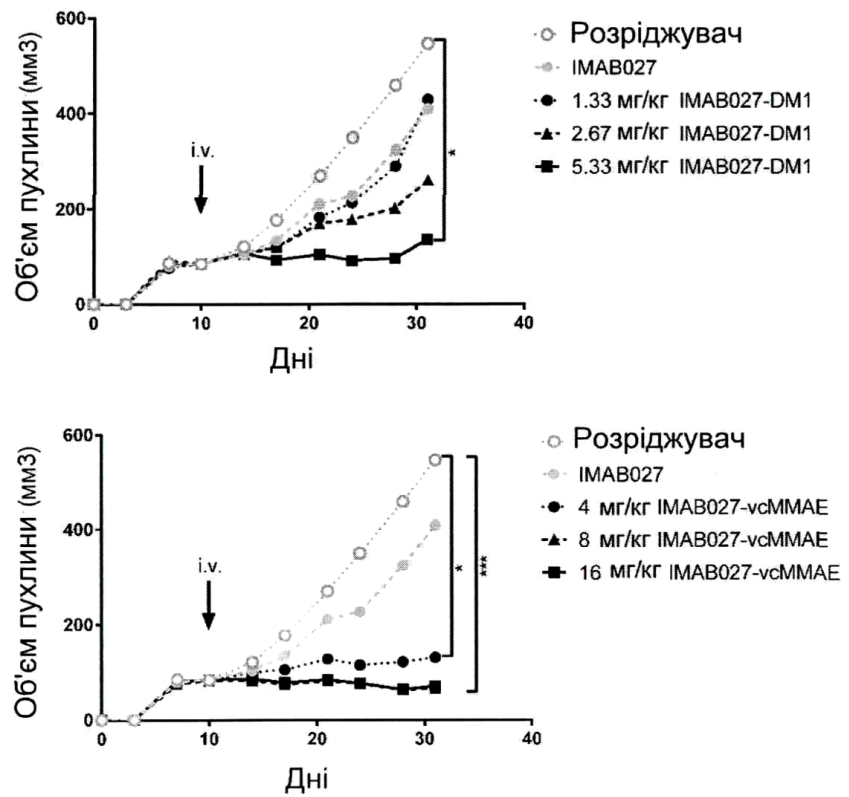 600
400
200
0
0
10
20
30
40
Об'єм пухлини (мм3)
Дні
i.v.
*
Розріджувач
IMAB027
1.33 мг/кг IMAB027-DM1
2.67 мг/кг IMAB027-DM1
5.33 мг/кг IMAB027-DM1
600
400
200
0
0
10
20
30
40
Об'єм пухлини (мм3)
Дні
i.v.
*
***
Розріджувач
IMAB027
4 мг/кг IMAB027-vcMMAE
8 мг/кг IMAB027-vcMMAE
16 мг/кг IMAB027-vcMMAE